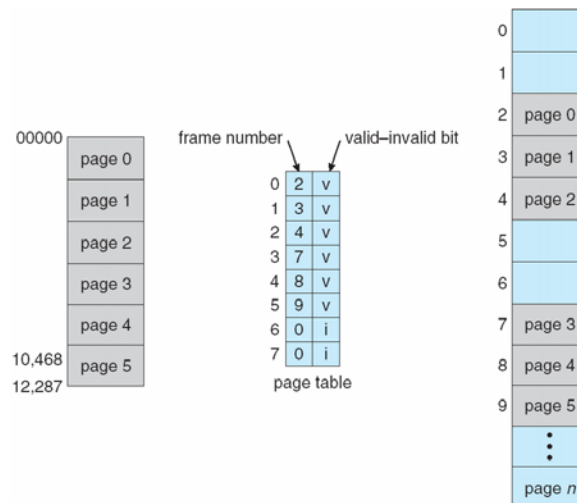 00000
page 0
page 1
page 2
page 3
page 4
10,468
page 5
12,287
frame number
valid–invalid bit
0 2 v
1 3 v
2 4 v
3 7 v
4 8 v
5 9 v
6 0 i
7 0 i
page table
0
1
2 page 0
3 page 1
4 page 2
5
6
7 page 3
8 page 4
9 page 5
page n